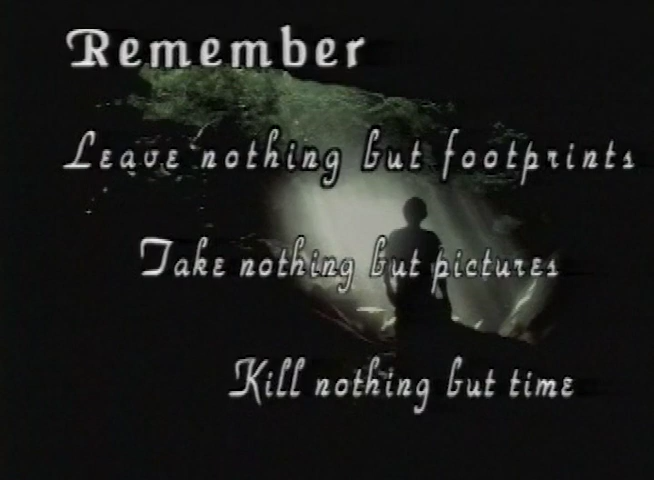 Remember
Leave nothing but footprints
Take nothing but pictures
Kill nothing but time